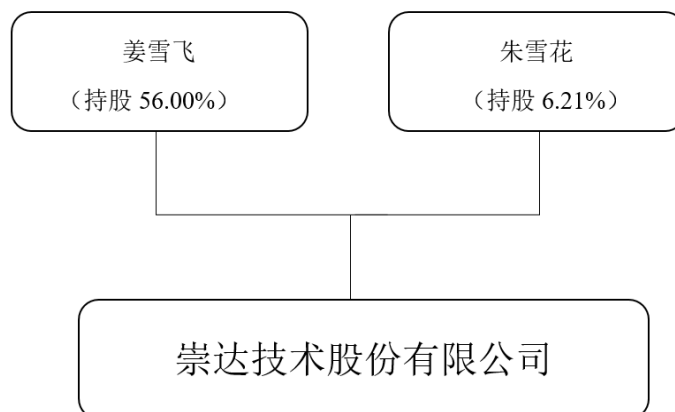 姜雪飞
（持股 56.00%）
朱雪花
（持股 6.21%）
崇达技术股份有限公司